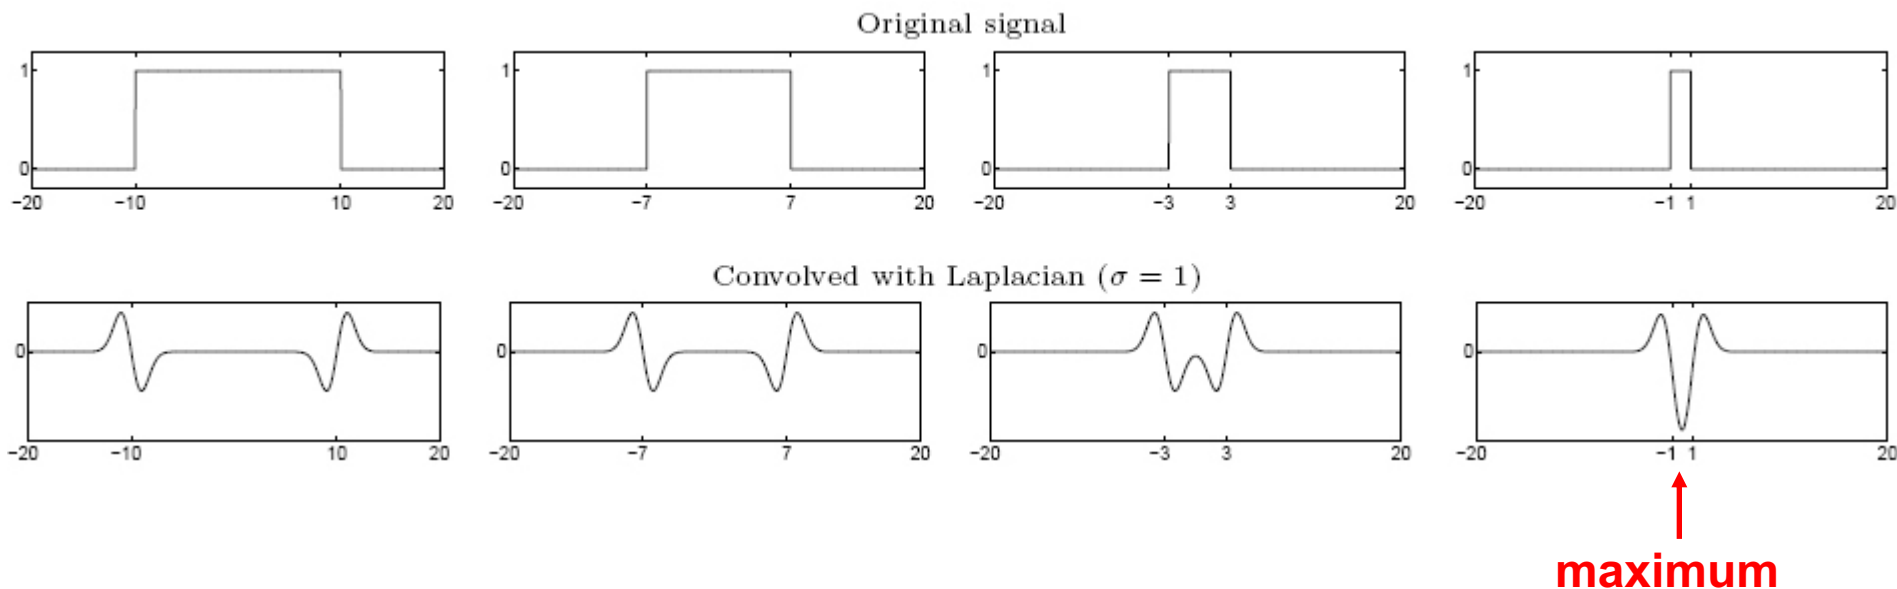 Original signal
1 1 1 1
0 0 0 0
−20 −10 10 20 −20 −7 7 20 −20 −3 3 20 −20 −1 1 20
Convolved with Laplacian (σ = 1)
0 0 0 0
−20 −10 10 20 −20 −7 7 20 −20 −3 3 20 −20 −1 1 20
maximum